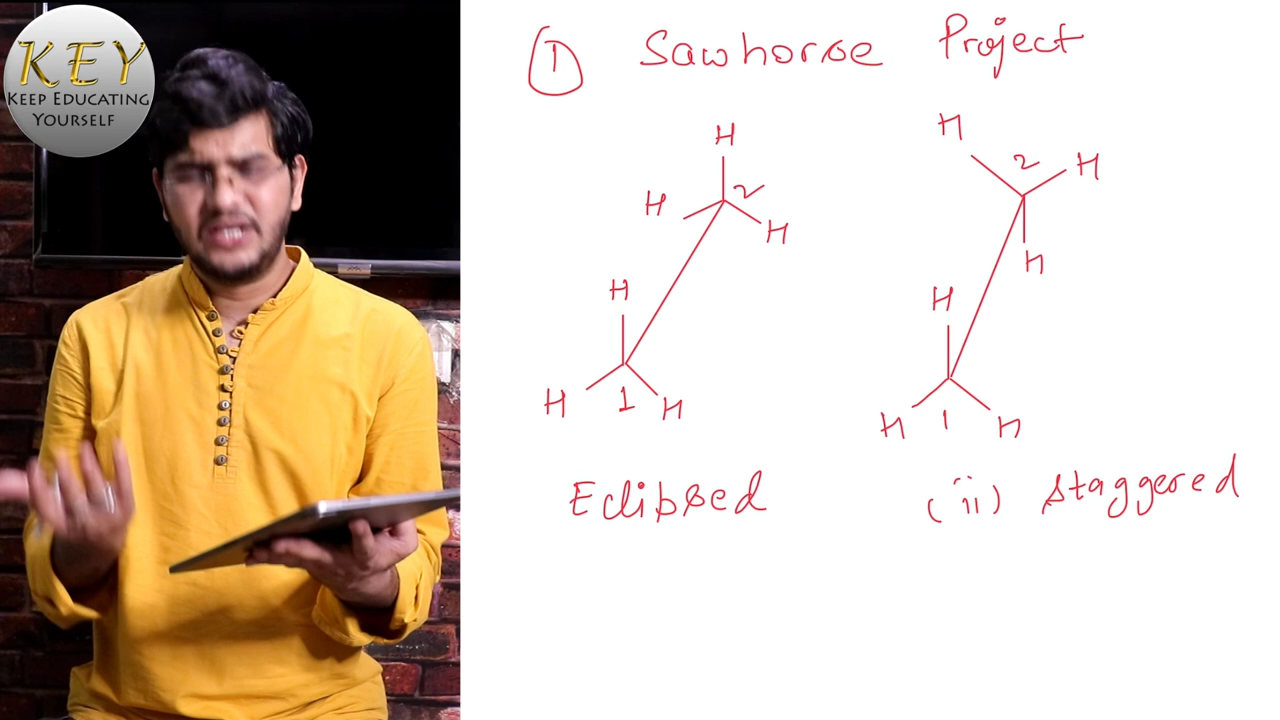 KEY
KEEP EDUCATING
YOURSELF
1 Sawhorse Project
H
H
2
H
H
H
1
H
Eclipsed
H
2
H
H
H
H
1
H
(ii) staggered